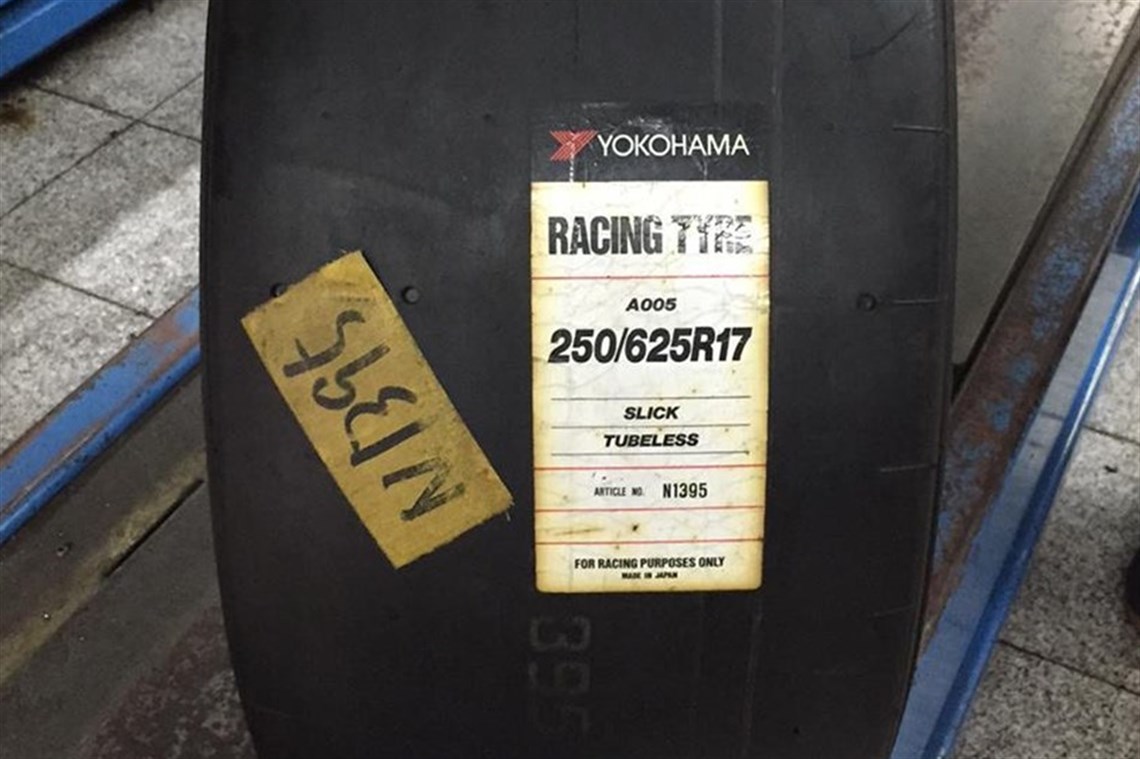 YOKOHAMA
RACING TYRE
A005
250/625R17
SLICK
TUBELESS
ARTICLE NO. N1395
FOR RACING PURPOSES ONLY
MADE IN JAPAN
N1395
395